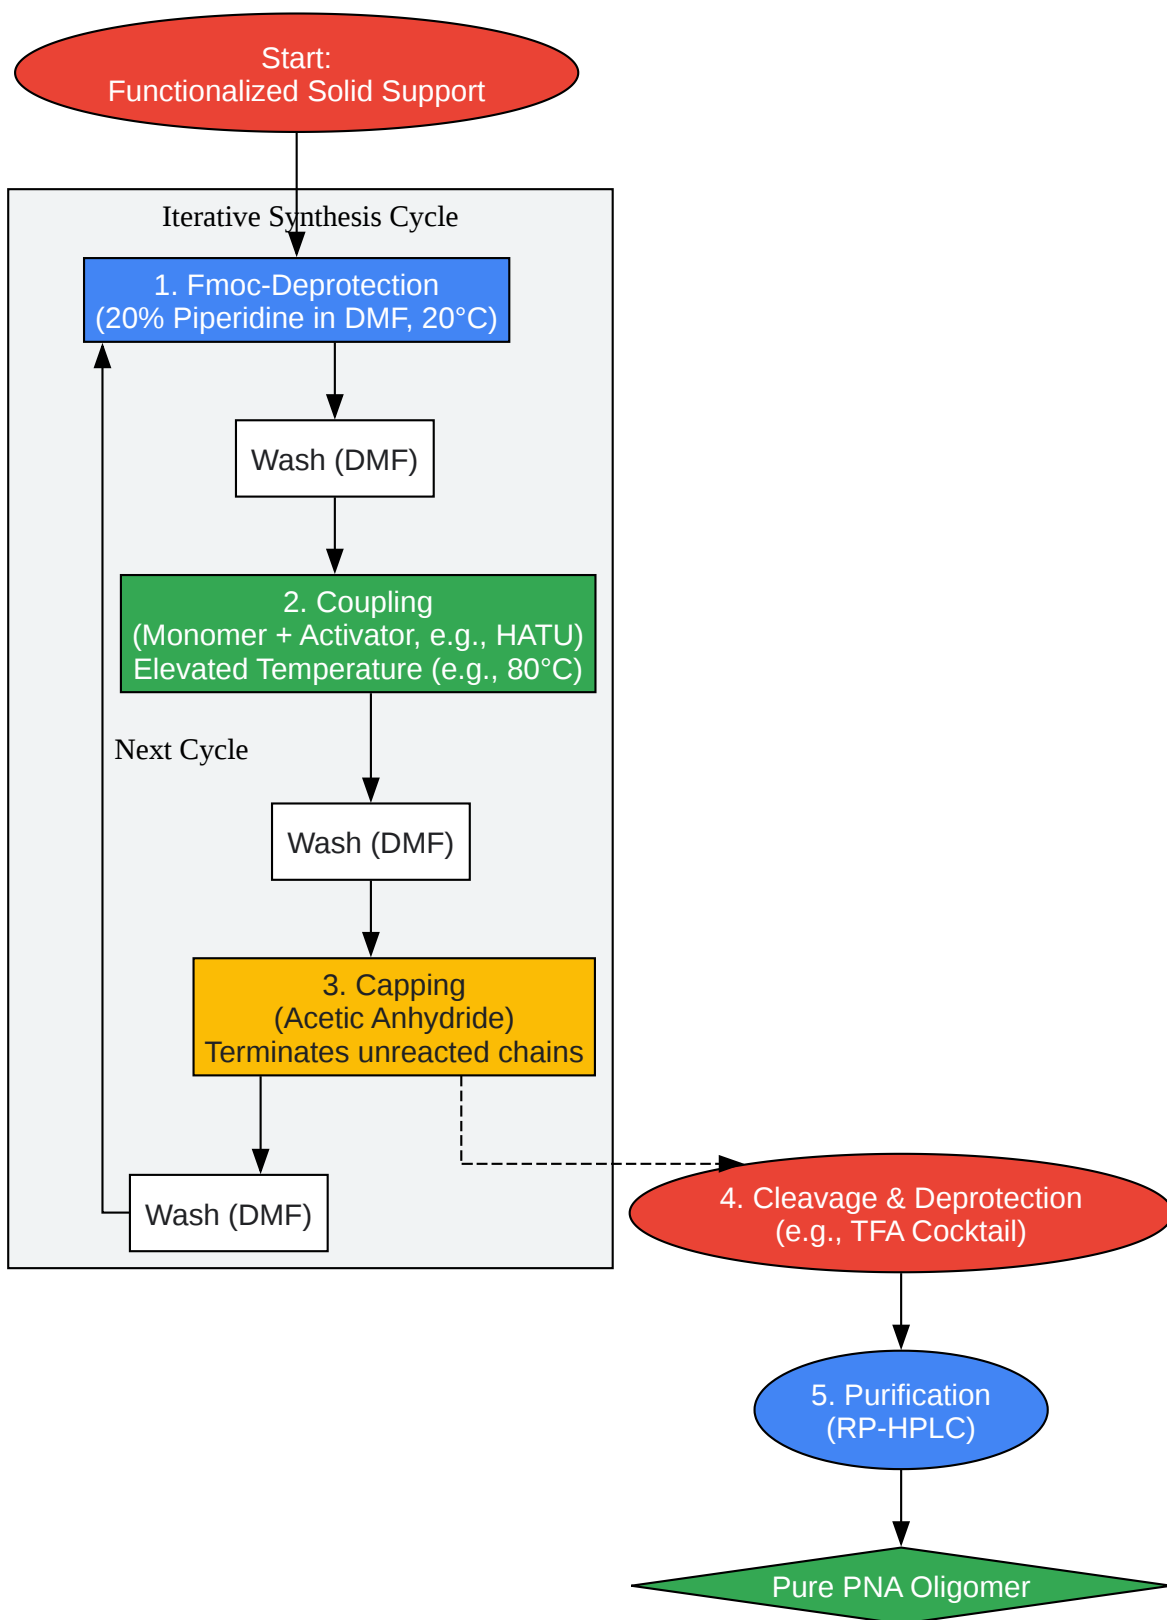 Start:
Functionalized Solid Support
Iterative Synthesis Cycle
1. Fmoc-Deprotection
(20% Piperidine in DMF, 20°C)
Wash (DMF)
2. Coupling
(Monomer + Activator, e.g., HATU)
Elevated Temperature (e.g., 80°C)
Next Cycle
Wash (DMF)
3. Capping
(Acetic Anhydride)
Terminates unreacted chains
Wash (DMF)
4. Cleavage & Deprotection
(e.g., TFA Cocktail)
5. Purification
(RP-HPLC)
Pure PNA Oligomer